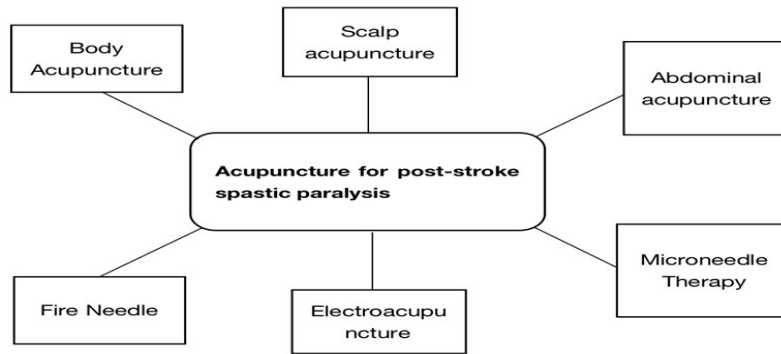 Body
Acupuncture
Scalp
acupuncture
Abdominal
acupuncture
Acupuncture for post-stroke
spastic paralysis
Fire Needle
Electroacupu
ncture
Microneedle
Therapy